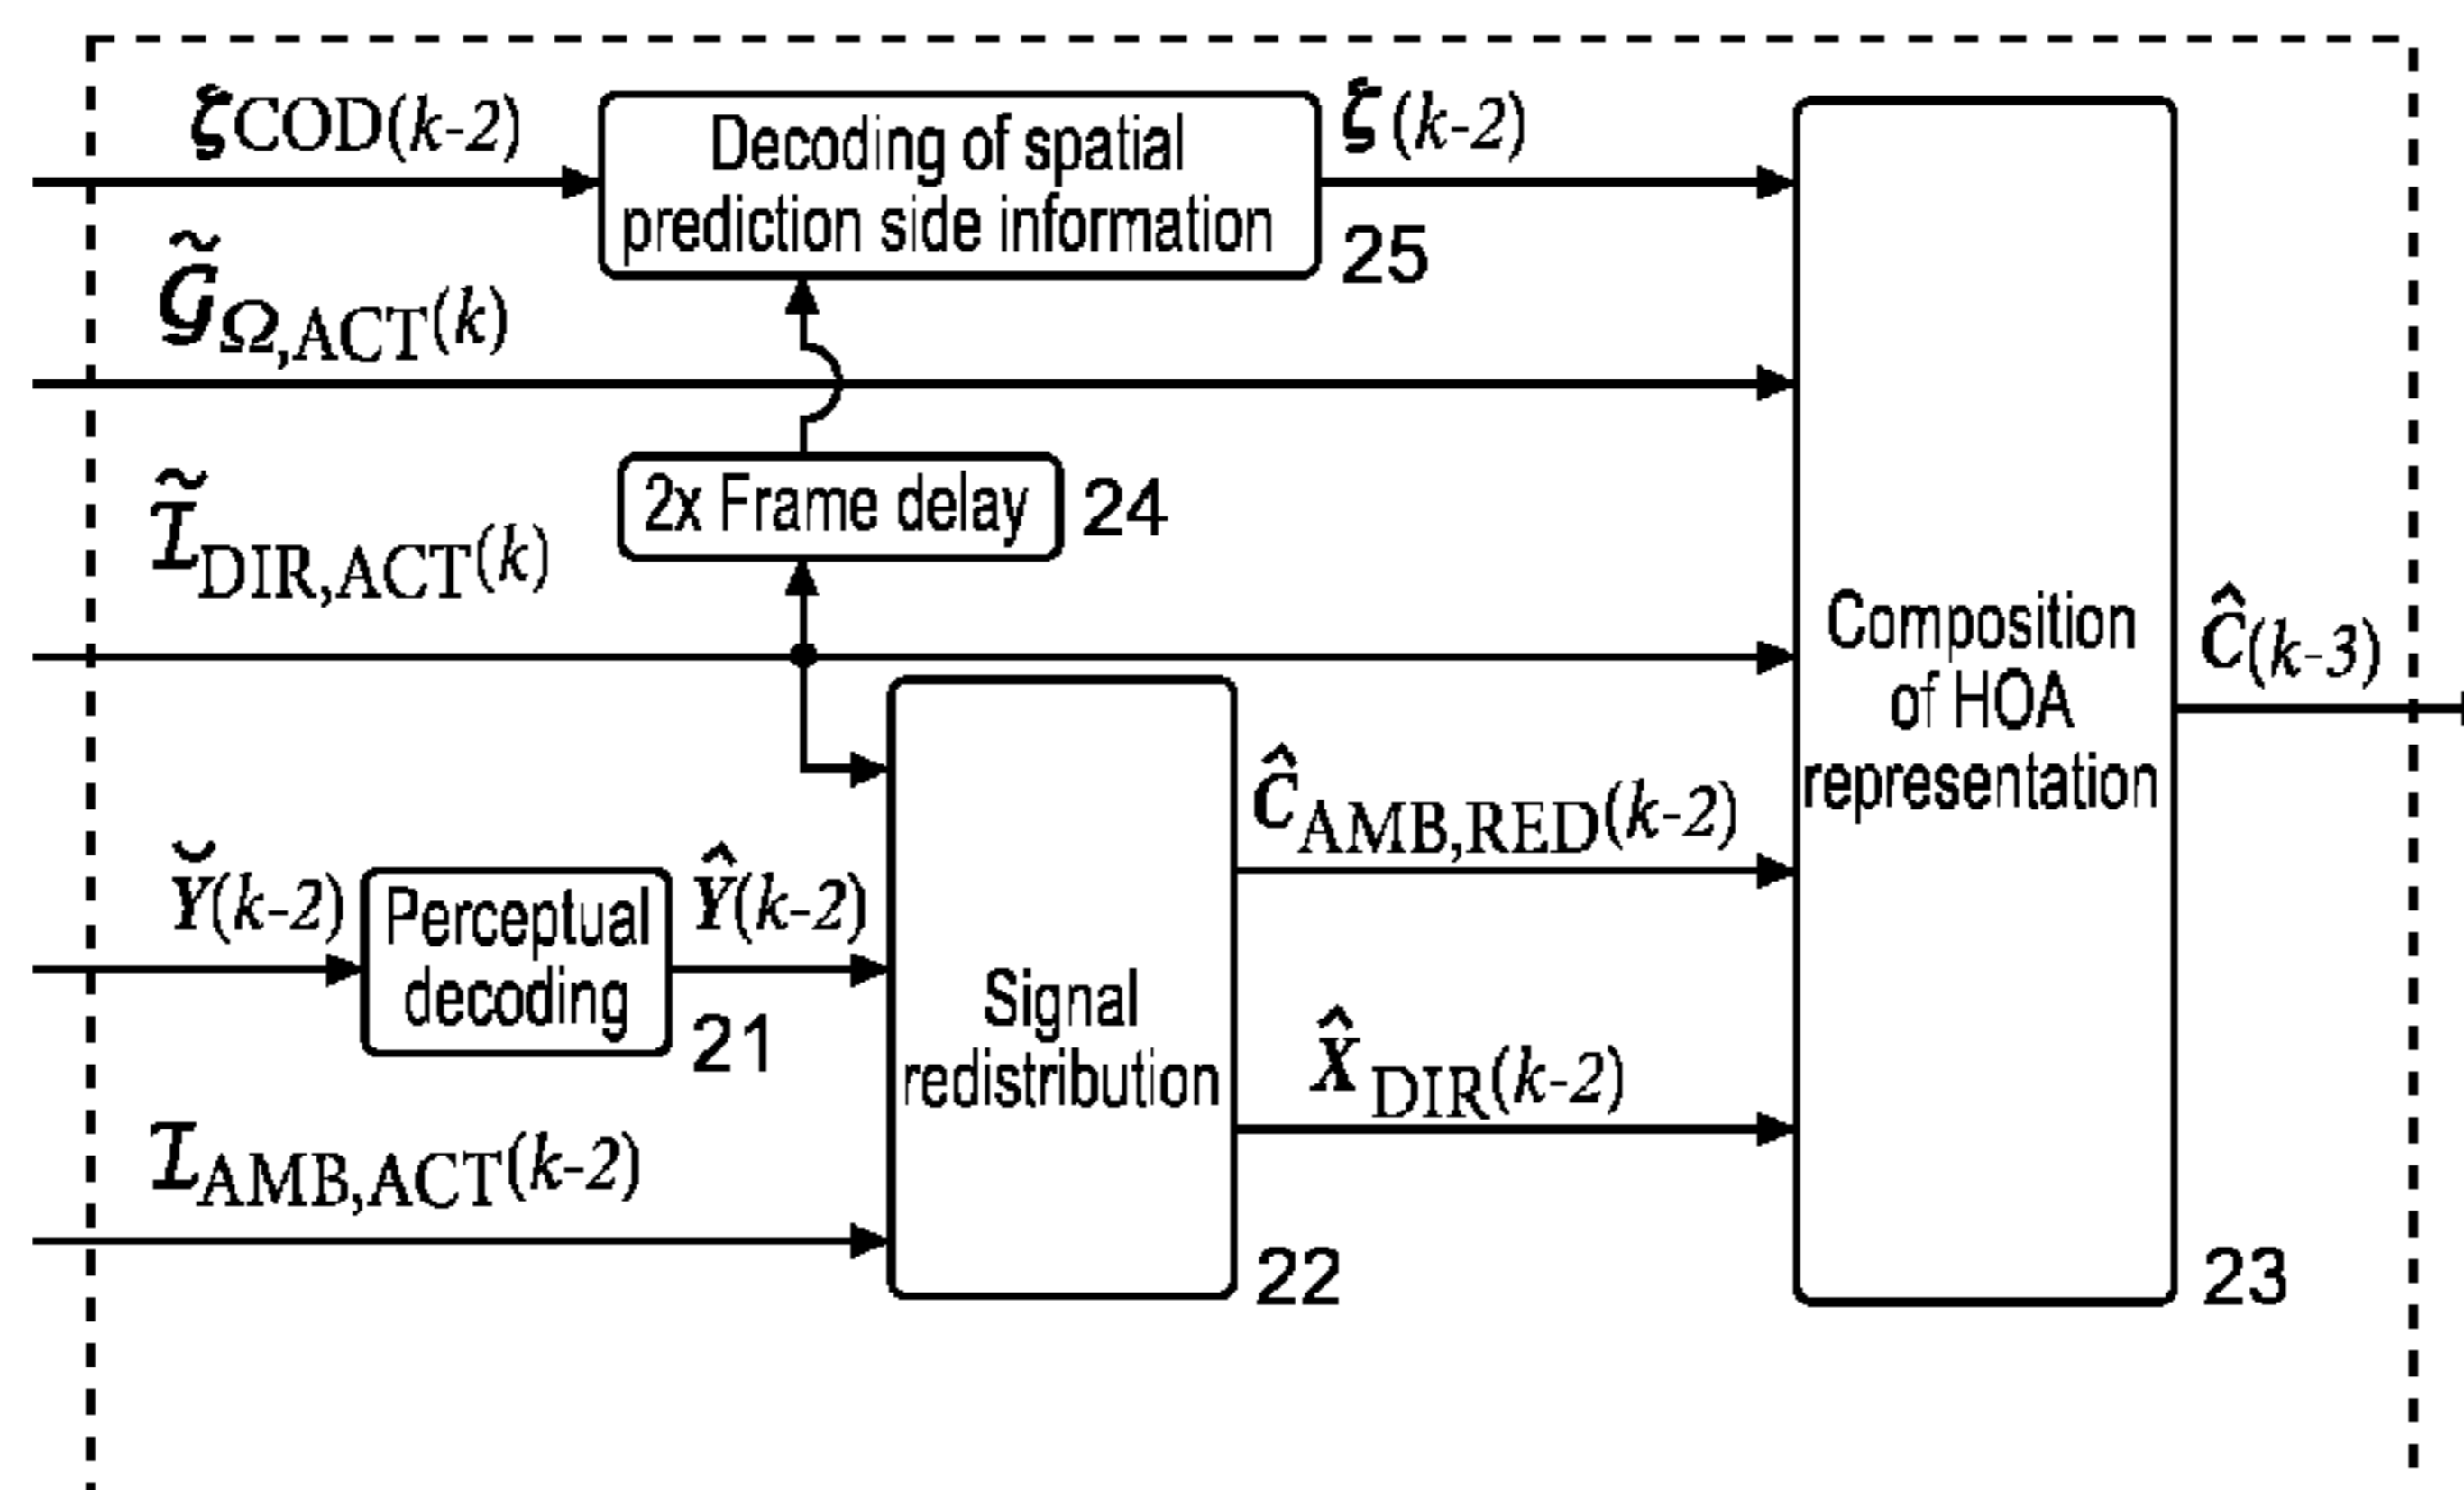 ζCOD(k-2)
Decoding of spatial
prediction side information
ζ(k-2)
25
𝒢̃Ω,ACT(k)
2x Frame delay
24
ℐ̃DIR,ACT(k)
Composition
of HOA
representation
Ĉ(k-3)
ĈAMB,RED(k-2)
Y̆(k-2)
Perceptual
decoding
Ŷ(k-2)
21
Signal
redistribution
X̂DIR(k-2)
ℐAMB,ACT(k-2)
22
23